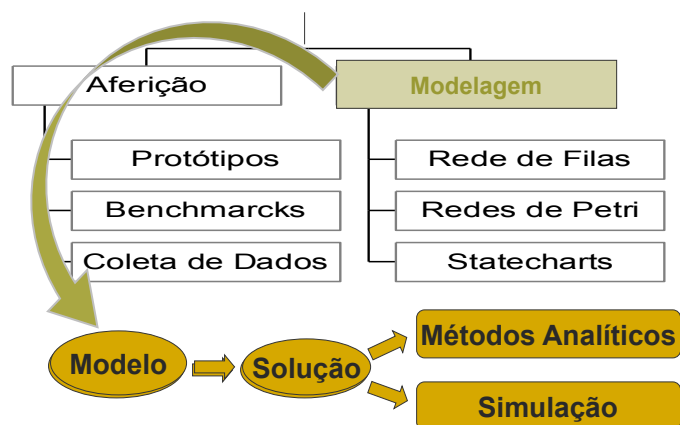 Aferição
Modelagem
Protótipos
Rede de Filas
Benchmarcks
Redes de Petri
Coleta de Dados
Statecharts
Modelo
Solução
Métodos Analíticos
Simulação